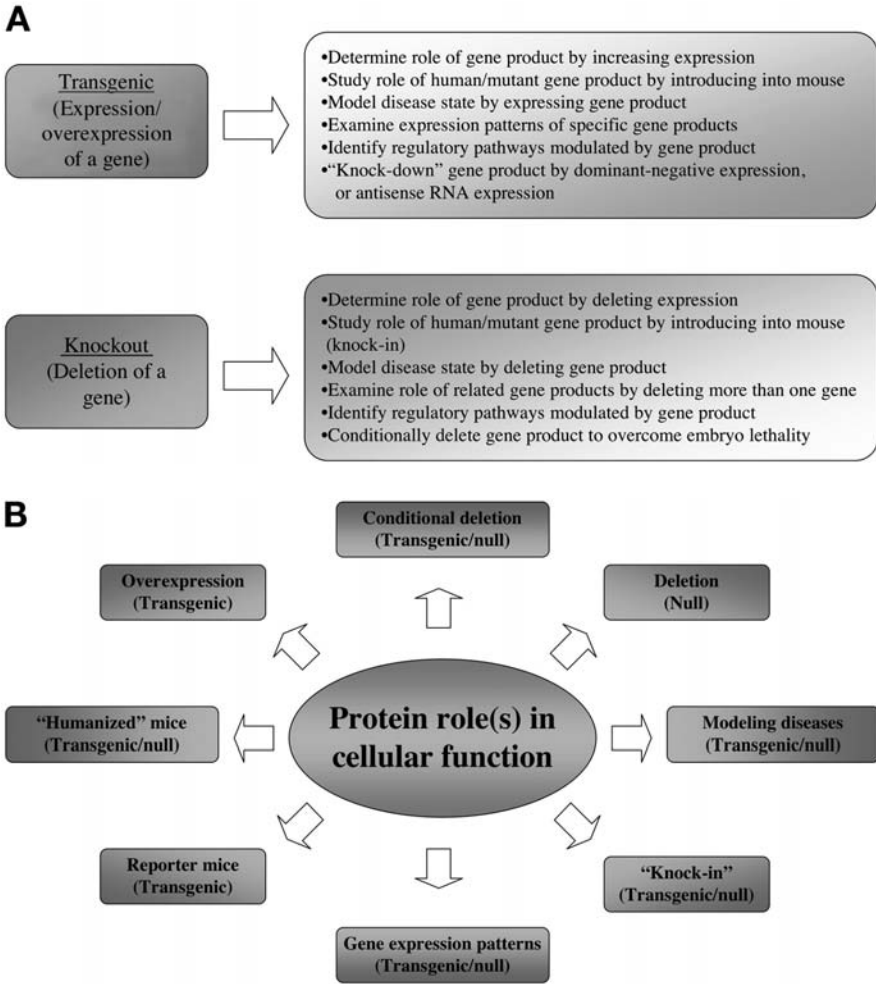 A
Transgenic
(Expression/
overexpression
of a gene)
•Determine role of gene product by increasing expression
•Study role of human/mutant gene product by introducing into mouse
•Model disease state by expressing gene product
•Examine expression patterns of specific gene products
•Identify regulatory pathways modulated by gene product
•“Knock-down” gene product by dominant-negative expression,
or antisense RNA expression
Knockout
(Deletion of a
gene)
•Determine role of gene product by deleting expression
•Study role of human/mutant gene product by introducing into mouse
(knock-in)
•Model disease state by deleting gene product
•Examine role of related gene products by deleting more than one gene
•Identify regulatory pathways modulated by gene product
•Conditionally delete gene product to overcome embryo lethality
B
Conditional deletion
(Transgenic/null)
Overexpression
(Transgenic)
Deletion
(Null)
“Humanized” mice
(Transgenic/null)
Protein role(s) in
cellular function
Modeling diseases
(Transgenic/null)
Reporter mice
(Transgenic)
“Knock-in”
(Transgenic/null)
Gene expression patterns
(Transgenic/null)